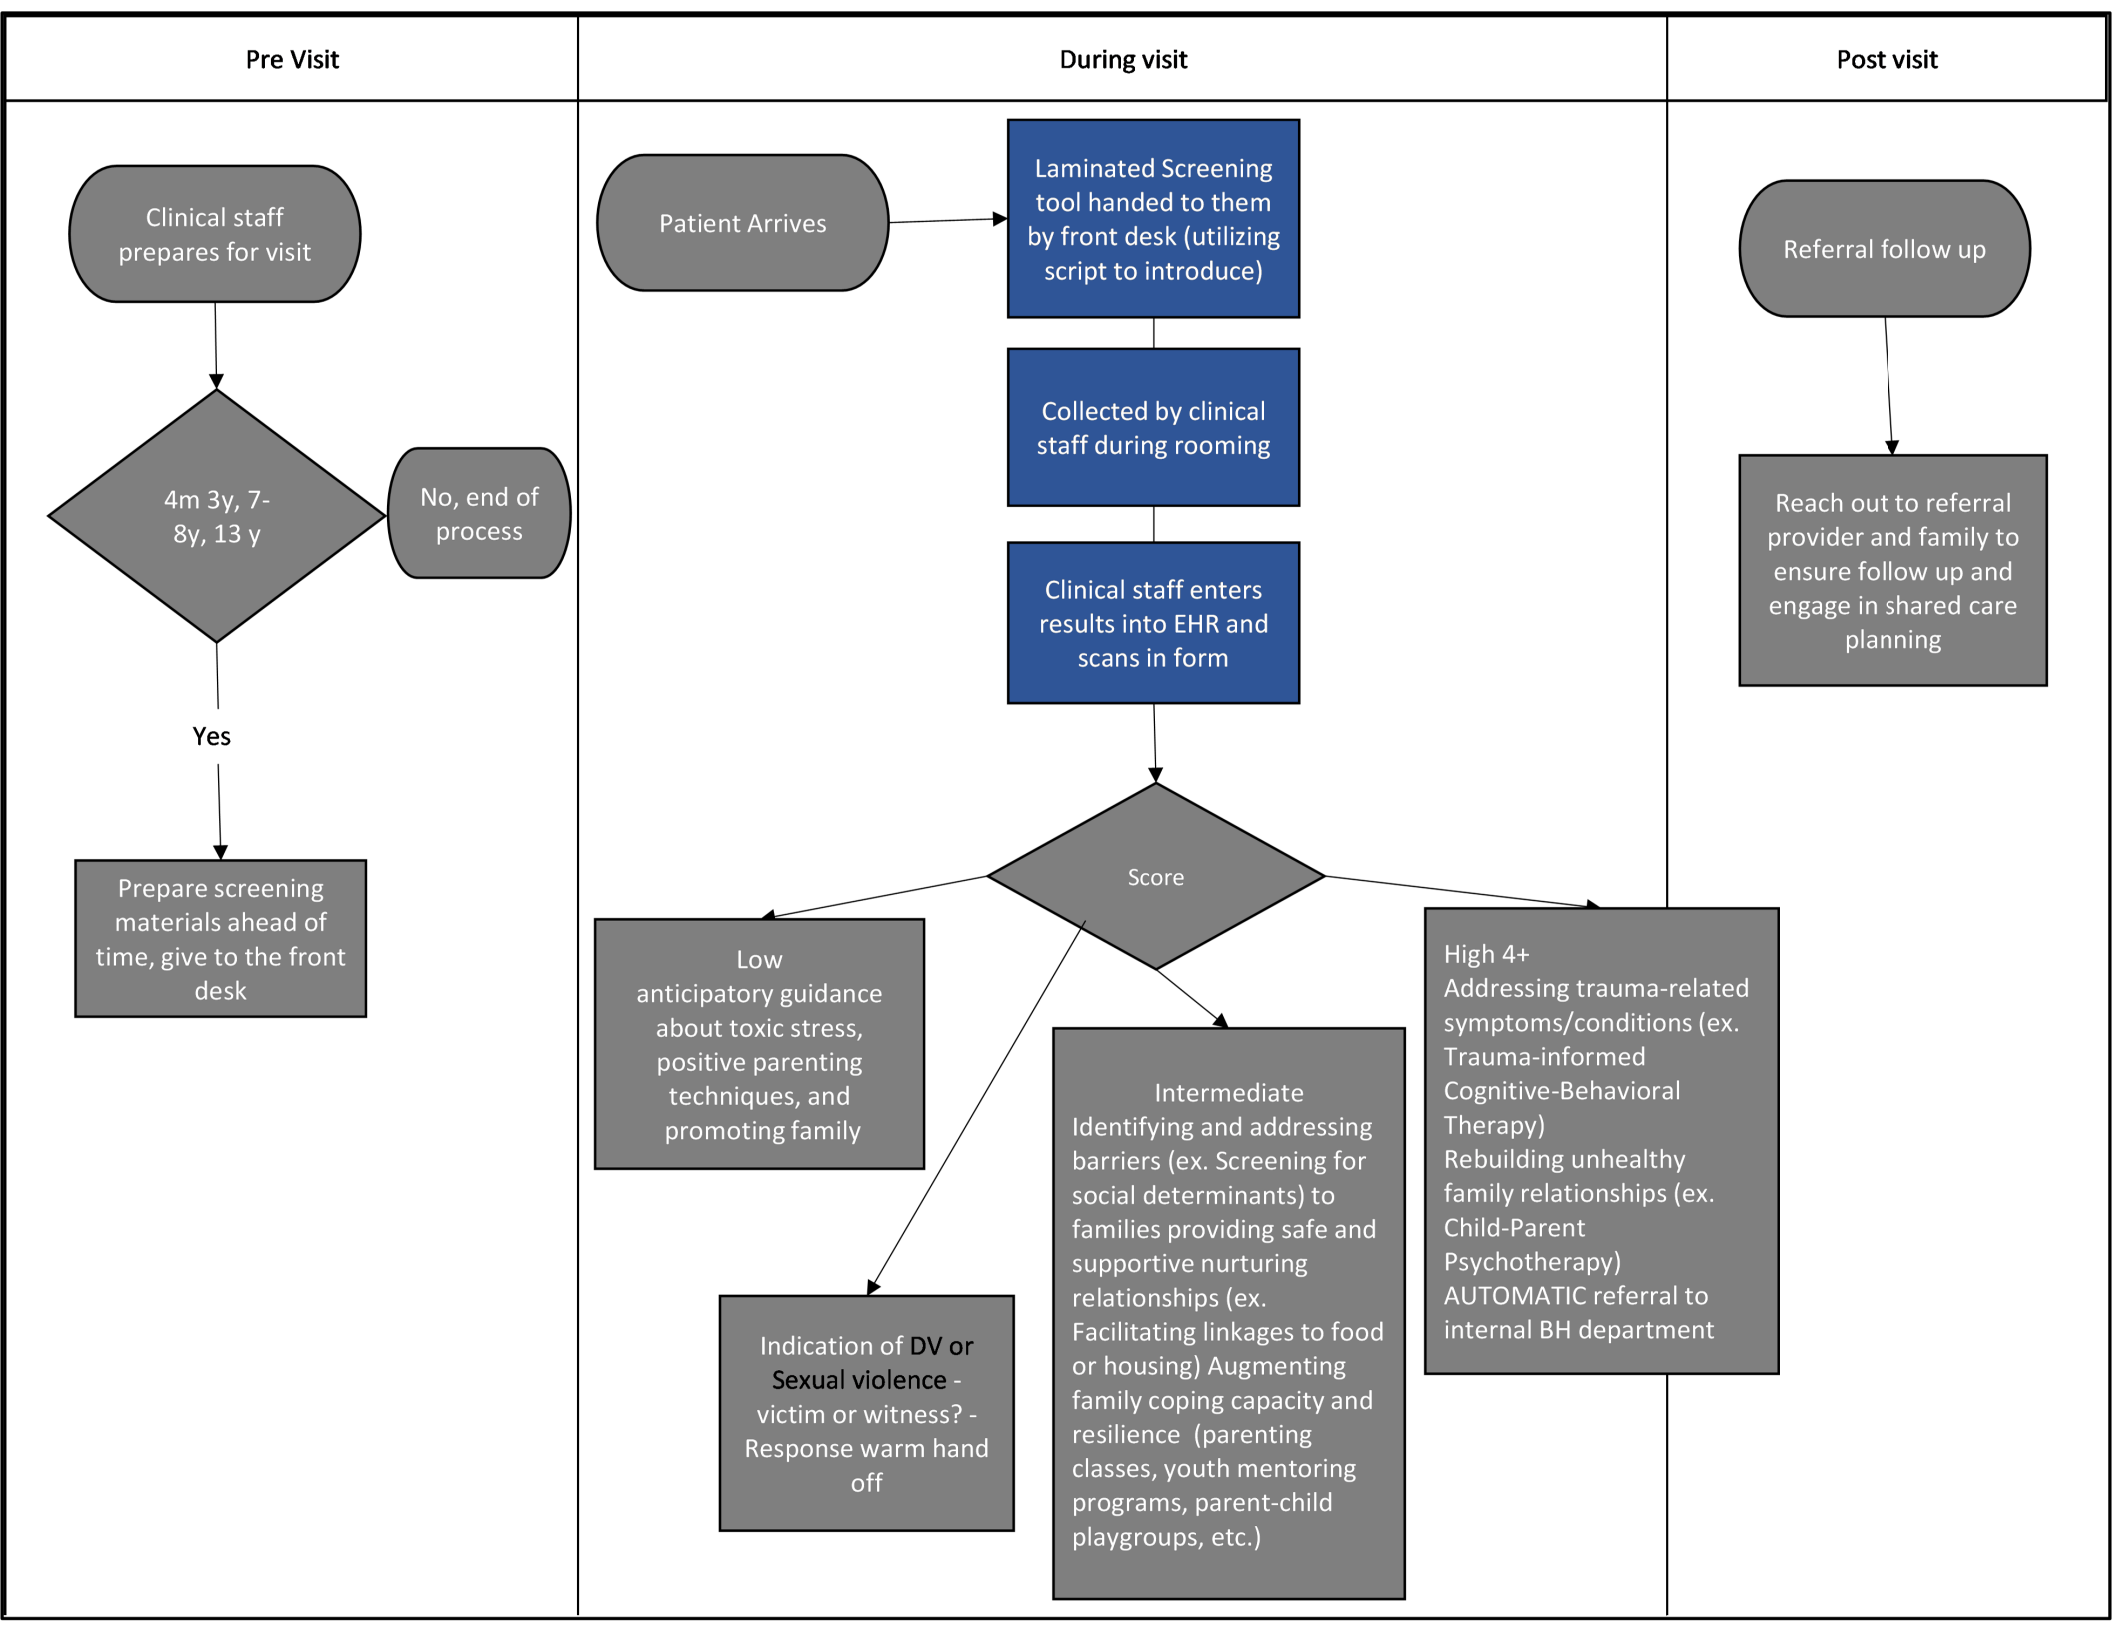 Pre Visit
During visit
Post visit
Clinical staff
prepares for visit
4m 3y, 7-
8y, 13 y
No, end of
process
Yes
Prepare screening
materials ahead of
time, give to the front
desk
Patient Arrives
Laminated Screening
tool handed to them
by front desk (utilizing
script to introduce)
Collected by clinical
staff during rooming
Clinical staff enters
results into EHR and
scans in form
Score
Low
anticipatory guidance
about toxic stress,
positive parenting
techniques, and
promoting family
Indication of DV or
Sexual violence -
victim or witness? -
Response warm hand
off
Intermediate
Identifying and addressing
barriers (ex. Screening for
social determinants) to
families providing safe and
supportive nurturing
relationships (ex.
Facilitating linkages to food
or housing) Augmenting
family coping capacity and
resilience  (parenting
classes, youth mentoring
programs, parent-child
playgroups, etc.)
High 4+
Addressing trauma-related
symptoms/conditions (ex.
Trauma-informed
Cognitive-Behavioral
Therapy)
Rebuilding unhealthy
family relationships (ex.
Child-Parent
Psychotherapy)
AUTOMATIC referral to
internal BH department
Referral follow up
Reach out to referral
provider and family to
ensure follow up and
engage in shared care
planning